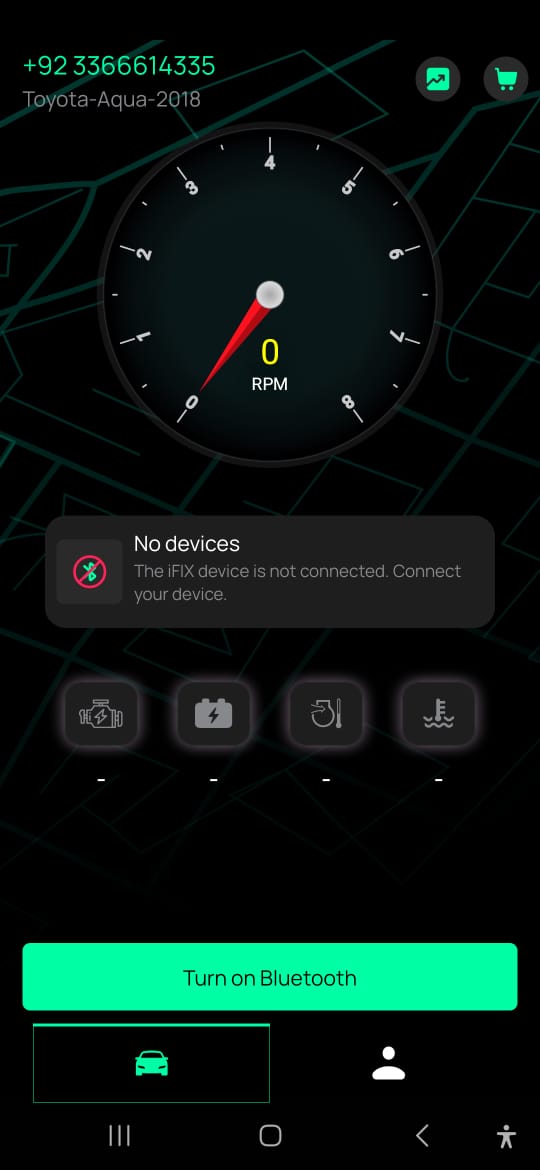 +92 3366614335
Toyota-Aqua-2018
4
3
5
2
6
1
7
0
8
0
RPM
No devices
The iFIX device is not connected. Connect
your device.
- - - -
Turn on Bluetooth